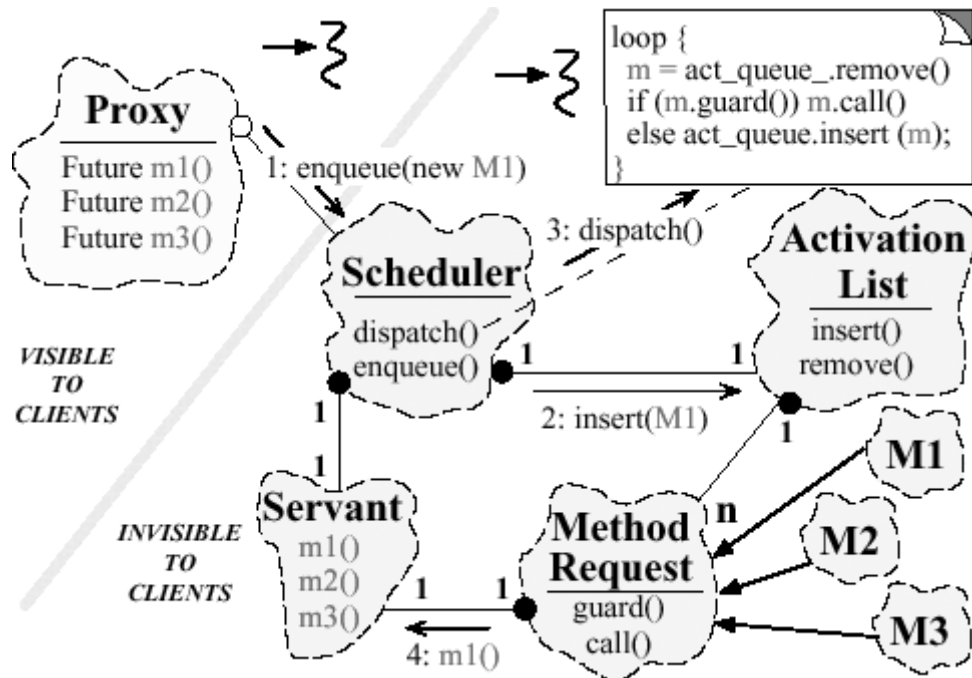 loop {
m = act_queue_.remove()
if (m.guard()) m.call()
else act_queue.insert (m);
}
Proxy
Future m1()
Future m2()
Future m3()
1: enqueue(new M1)
3: dispatch()
Scheduler
dispatch()
enqueue()
Activation
List
insert()
remove()
VISIBLE
TO
CLIENTS
1
1
2: insert(M1)
1
1
1
n
M1
M2
M3
INVISIBLE
TO
CLIENTS
Servant
m1()
m2()
m3()
Method
Request
guard()
call()
1
1
4: m1()